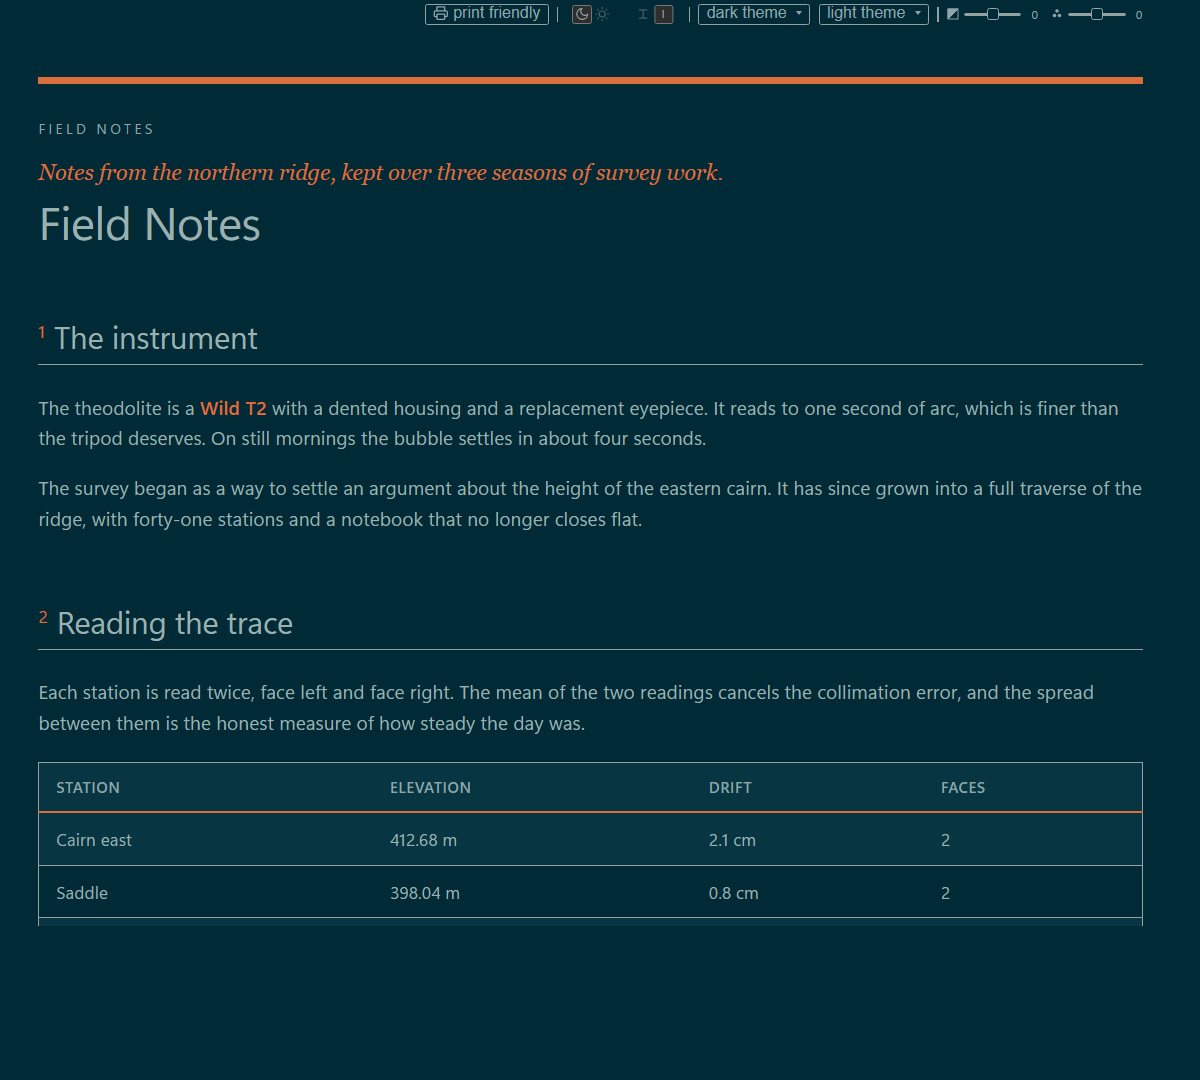 print friendly | dark theme light theme | 0 0
FIELD NOTES
Notes from the northern ridge, kept over three seasons of survey work.
Field Notes
1 The instrument
The theodolite is a Wild T2 with a dented housing and a replacement eyepiece. It reads to one second of arc, which is finer than
the tripod deserves. On still mornings the bubble settles in about four seconds.
The survey began as a way to settle an argument about the height of the eastern cairn. It has since grown into a full traverse of the
ridge, with forty-one stations and a notebook that no longer closes flat.
2 Reading the trace
Each station is read twice, face left and face right. The mean of the two readings cancels the collimation error, and the spread
between them is the honest measure of how steady the day was.
STATION ELEVATION DRIFT FACES
Cairn east 412.68 m 2.1 cm 2
Saddle 398.04 m 0.8 cm 2